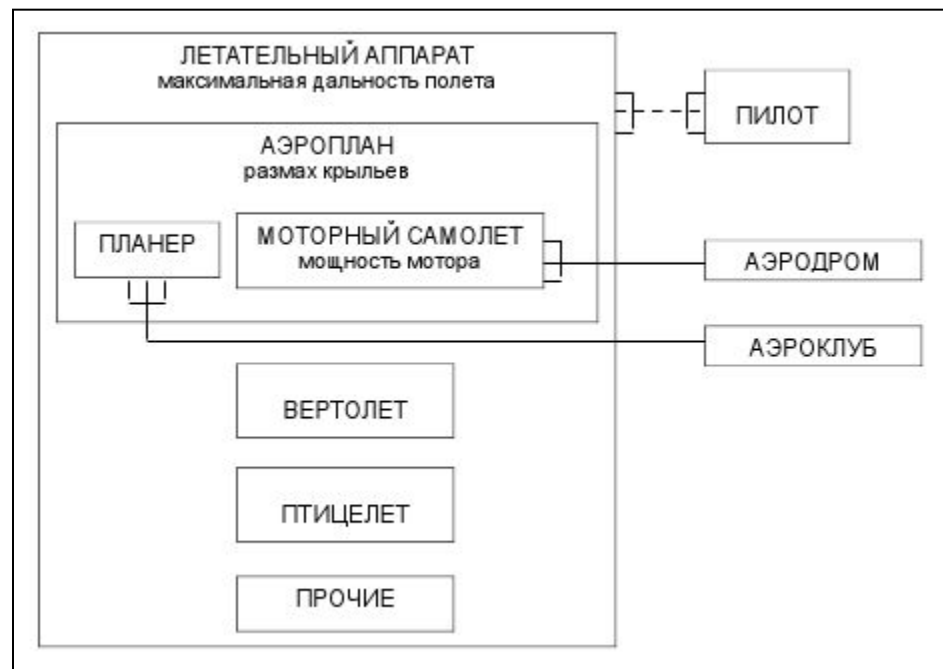 ЛЕТАТЕЛЬНЫЙ АППАРАТ
максимальная дальность полета
ПИЛОТ
АЭРОПЛАН
размах крыльев
ПЛАНЕР
МОТОРНЫЙ САМОЛЕТ
мощность мотора
АЭРОДРОМ
АЭРОКЛУБ
ВЕРТОЛЕТ
ПТИЦЕЛЕТ
ПРОЧИЕ